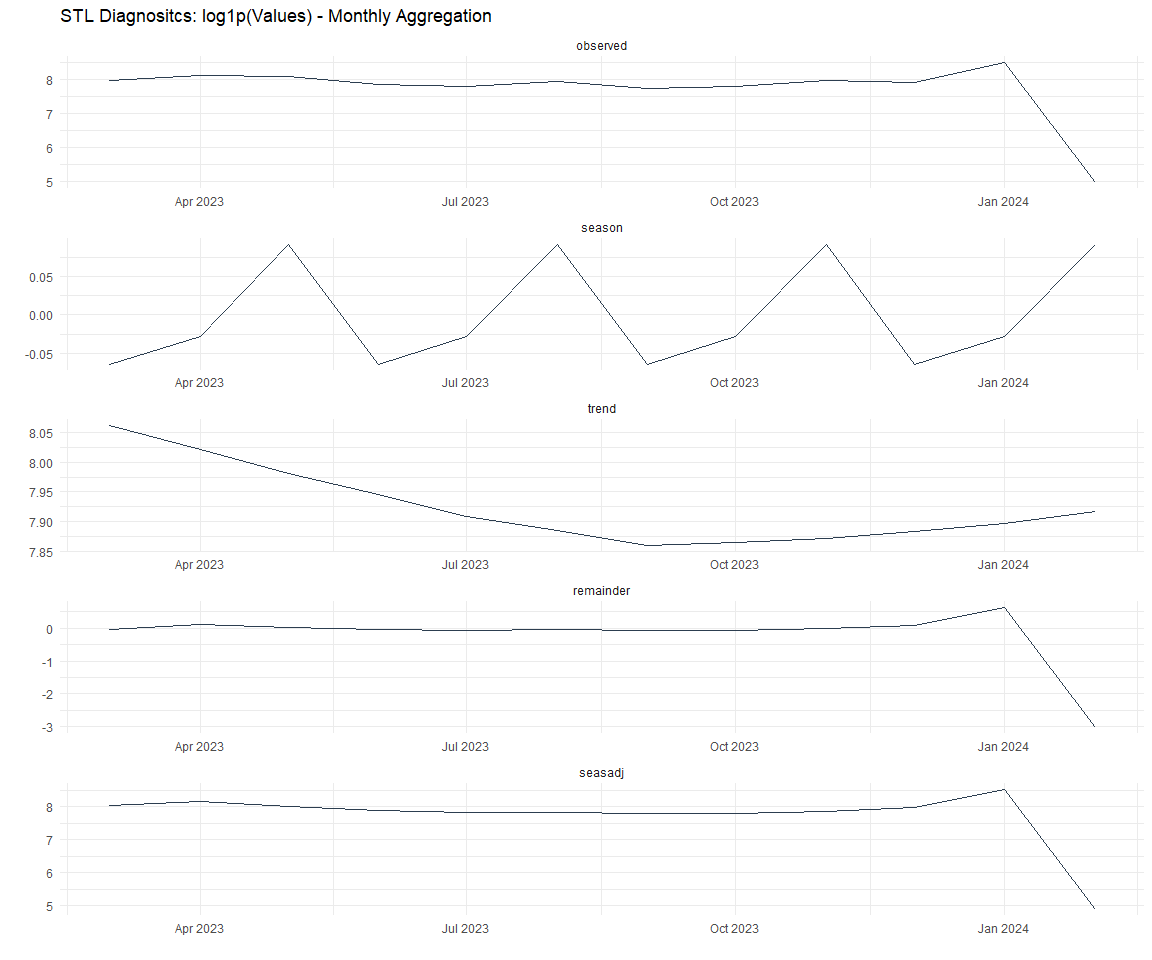 STL Diagnositcs: log1p(Values) - Monthly Aggregation
observed
8
7
6
5
Apr 2023 Jul 2023 Oct 2023 Jan 2024
season
0.05
0.00
-0.05
Apr 2023 Jul 2023 Oct 2023 Jan 2024
trend
8.05
8.00
7.95
7.90
7.85
Apr 2023 Jul 2023 Oct 2023 Jan 2024
remainder
0
-1
-2
-3
Apr 2023 Jul 2023 Oct 2023 Jan 2024
seasadj
8
7
6
5
Apr 2023 Jul 2023 Oct 2023 Jan 2024